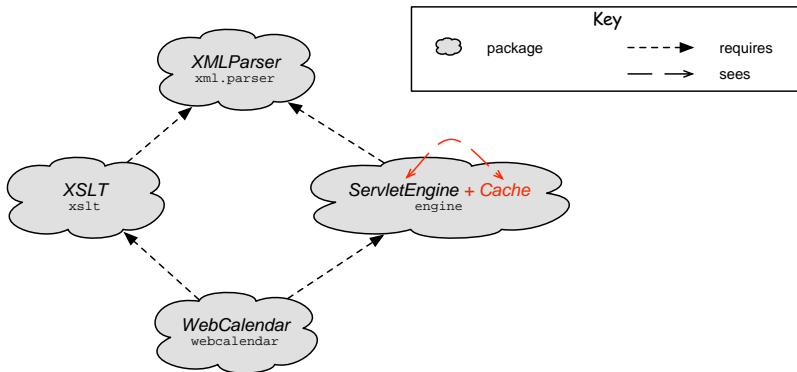 Key
package
requires
sees
XMLParser
xml.parser
XSLT
xslt
ServletEngine + Cache
engine
WebCalendar
webcalendar